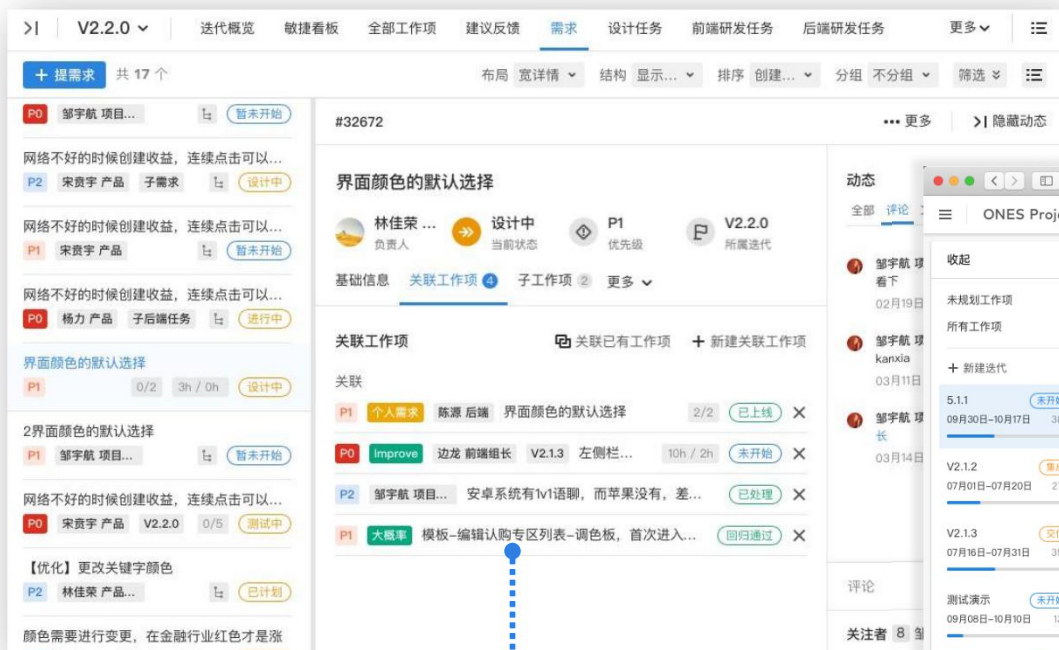 V2.2.0 迭代概览 敏捷看板 全部工作项 建议反馈 需求 设计任务 前端研发任务 后端研发任务 更多
+ 提需求 共 17 个 布局 宽详情 结构 显示... 排序 创建... 分组 不分组 筛选
P0 邹宇航 项目... 暂未开始
网络不好的时候创建收益，连续点击可以...
P2 宋贲宇 产品 子需求 设计中
网络不好的时候创建收益，连续点击可以...
P1 宋贲宇 产品 暂未开始
网络不好的时候创建收益，连续点击可以...
P0 杨力 产品 子后端任务 进行中
界面颜色的默认选择
P1 0/2 3h / 0h 设计中
2界面颜色的默认选择
P1 邹宇航 项目... 暂未开始
网络不好的时候创建收益，连续点击可以...
P0 宋贲宇 产品 V2.2.0 0/5 测试中
【优化】更改关键字颜色
P2 林佳荣 产品... 已计划
颜色需要进行变更，在金融行业红色才是涨
#32672 ••• 更多 隐藏动态
界面颜色的默认选择
林佳荣 ... 设计中 P1 V2.2.0
负责人 当前状态 优先级 所属迭代
基础信息 关联工作项 4 子工作项 2 更多
关联工作项 关联已有工作项 + 新建关联工作项
关联
P1 个人需求 陈源 后端 界面颜色的默认选择 2/2 已上线
P0 Improve 边龙 前端组长 V2.1.3 左侧栏... 10h / 2h 未开始
P2 邹宇航 项目... 安卓系统有1v1语聊，而苹果没有，差... 已处理
P1 大概率 模板-编辑认购专区列表-调色板，首次进入... 回归通过
动态
全部 评论
邹宇航 项
看下
02月19日
邹宇航 项
kanxia
03月11日
邹宇航 项
长
03月14日
评论
关注者 8 邹
ONES Proj
收起
未规划工作项
所有工作项
+ 新建迭代
5.1.1 未开始
09月30日-10月17日
V2.1.2
07月01日-07月20日
V2.1.3
07月16日-07月31日
测试演示 未开始
09月08日-10月10日